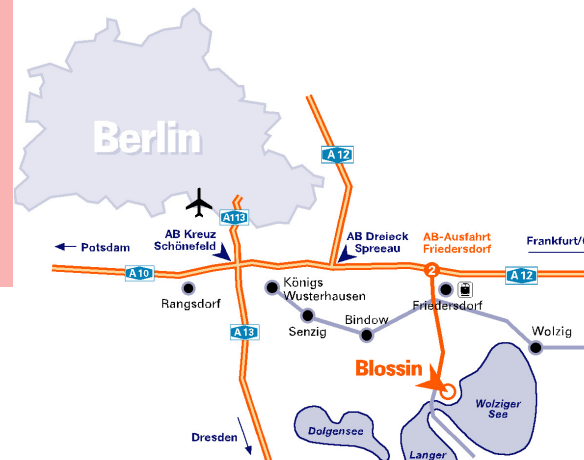 Berlin
A 12
A113
AB Kreuz
Schönefeld
AB Dreieck
Spreeau
AB-Ausfahrt
Friedersdorf
Frankfurt/
Potsdam
A 10
2
A 12
Rangsdorf
Königs
Wusterhausen
Friedersdorf
Senzig
Bindow
Wolzig
A 13
Blossin
Wolziger
See
Dolgensee
Dresden
Langer